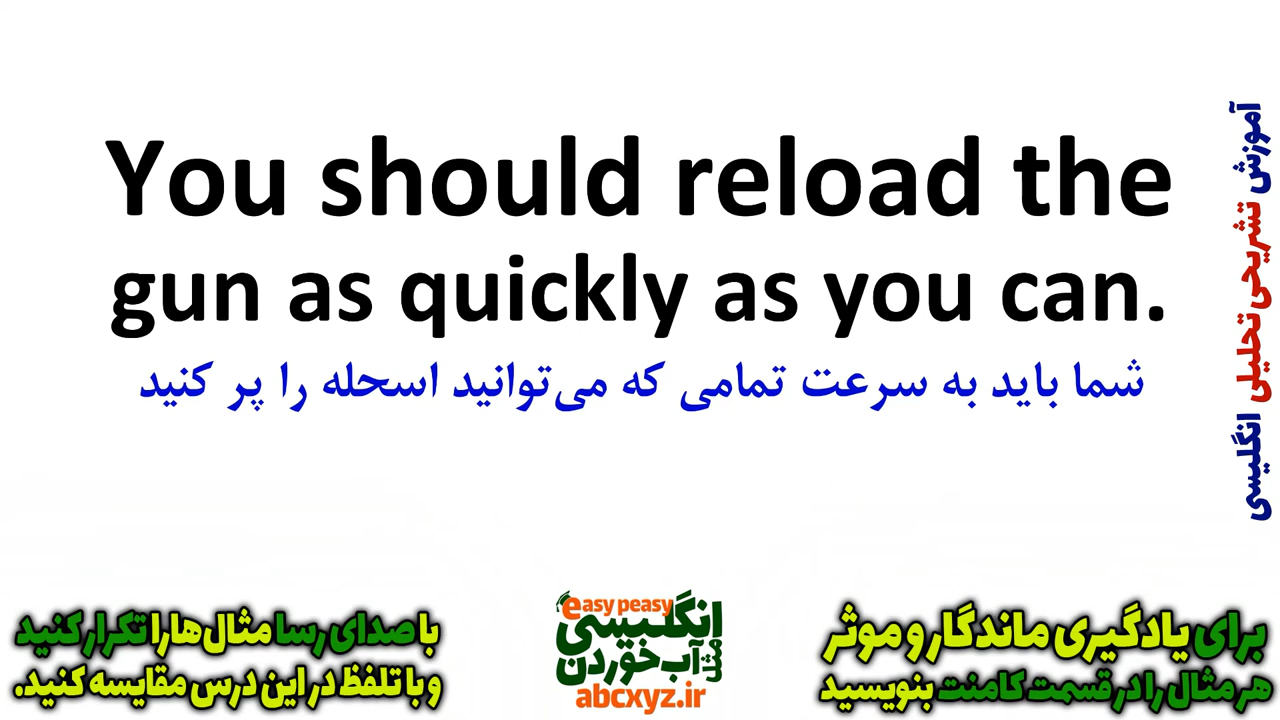 You should reload the
gun as quickly as you can.
شما باید به سرعت تمامی که می‌توانید اسحله را پر کنید
آموزش تشریحی تحلیلی انگلیسی
برای یادگیری ماندگار و موثر
هر مثال را در قسمت کامنت بنویسید
easy peasy
انگلیسی
مثل آب خوردن
abcxyz.ir
با صدای رسا مثال‌ها را تکرار کنید
و با تلفظ در این درس مقایسه کنید.